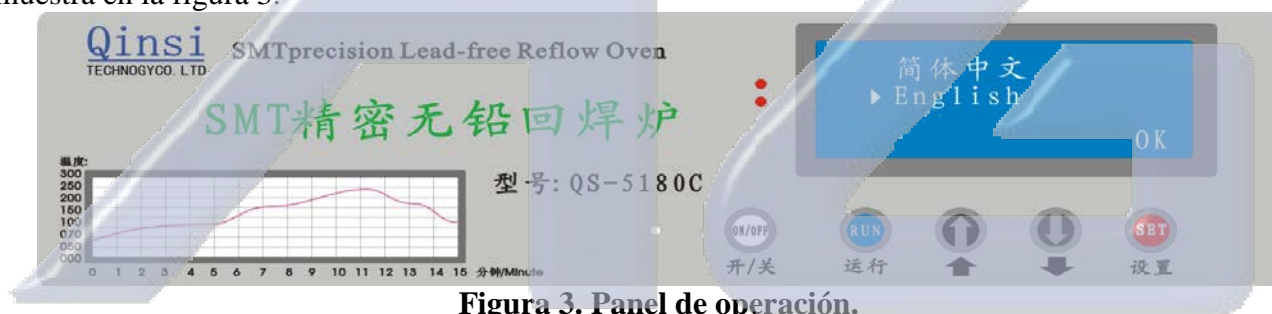 muestra en la figura 3.
Qinsi
TECHNOGYCO. LTD
SMTprecision Lead-free Reflow Oven
SMT精密无铅回焊炉
型号: QS-5180C
简体中文
English
OK
温度:
300
250
200
150
100
070
050
000
0 1 2 3 4 5 6 7 8 9 10 11 12 13 14 15 分钟/Minute
ON/OFF RUN SET
开/关 运行 设置
Figura 3. Panel de operación.